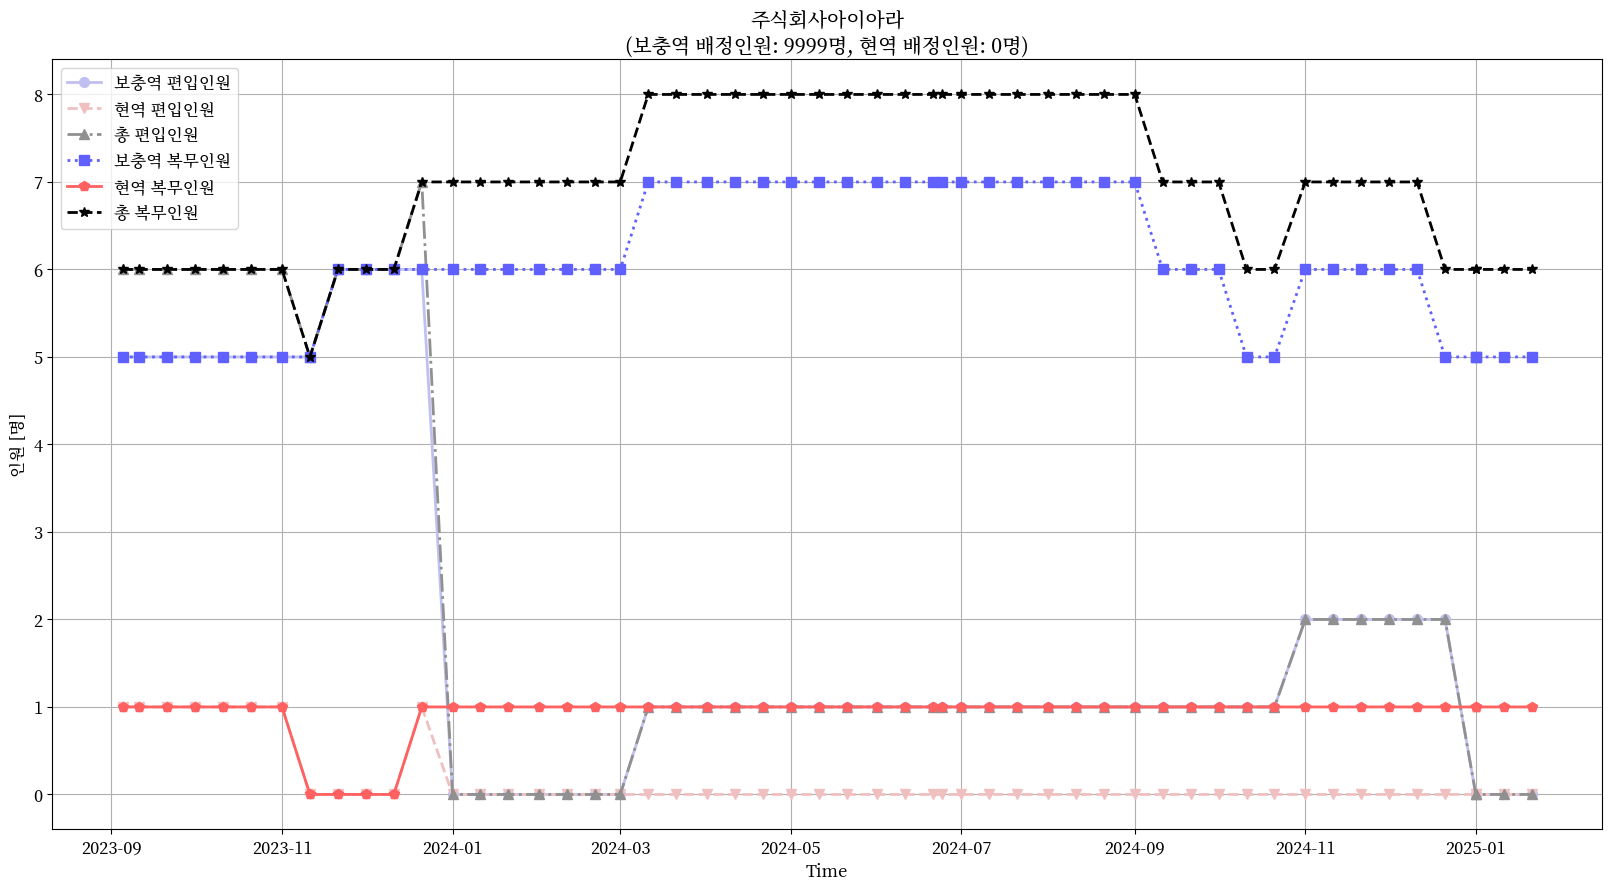 주식회사아이아라
(보충역 배정인원: 9999명, 현역 배정인원: 0명)
보충역 편입인원
현역 편입인원
총 편입인원
보충역 복무인원
현역 복무인원
총 복무인원
인원 [명]
8
7
6
5
4
3
2
1
0
2023-09 2023-11 2024-01 2024-03 2024-05 2024-07 2024-09 2024-11 2025-01
Time